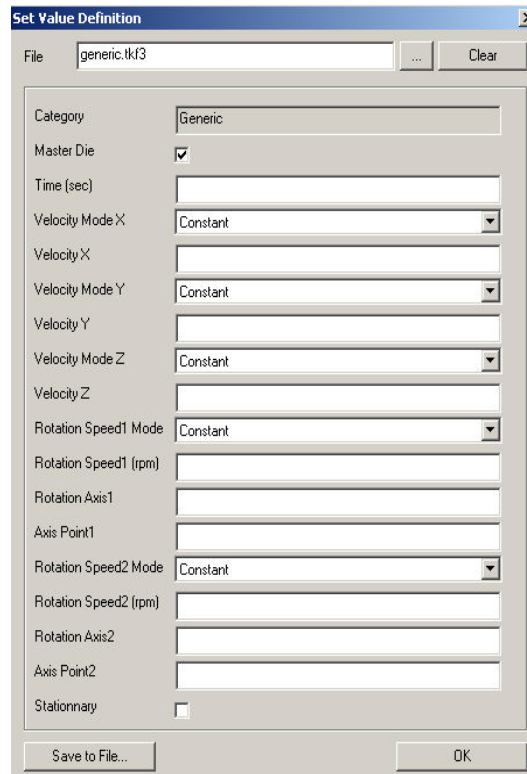 Set Value Definition
File generic.tkf3 ... Clear
Category Generic
Master Die
Time (sec)
Velocity Mode X Constant
Velocity X
Velocity Mode Y Constant
Velocity Y
Velocity Mode Z Constant
Velocity Z
Rotation Speed1 Mode Constant
Rotation Speed1 (rpm)
Rotation Axis1
Axis Point1
Rotation Speed2 Mode Constant
Rotation Speed2 (rpm)
Rotation Axis2
Axis Point2
Stationnary
Save to File... OK